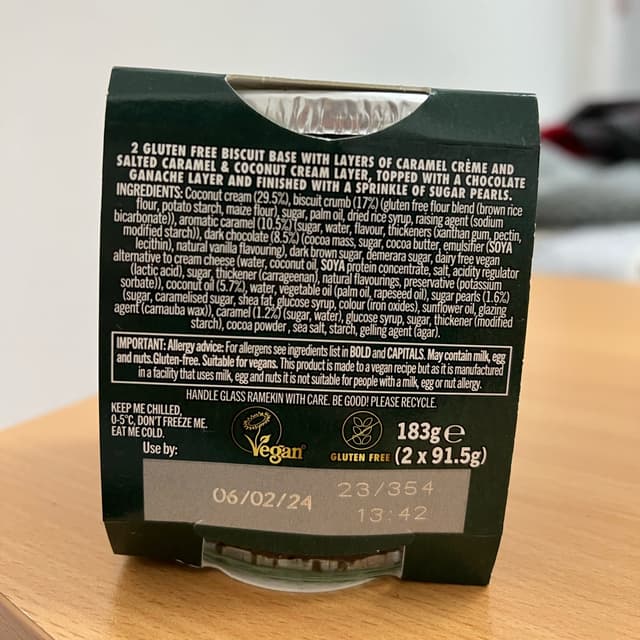 2 GLUTEN FREE BISCUIT BASE WITH LAYERS OF CARAMEL CRÈME AND
SALTED CARAMEL & COCONUT CREAM LAYER, TOPPED WITH A CHOCOLATE
GANACHE LAYER AND FINISHED WITH A SPRINKLE OF SUGAR PEARLS.
INGREDIENTS: Coconut cream (29.5%), biscuit crumb (17%) (gluten free flour blend (brown rice
flour, potato starch, maize flour), sugar, palm oil, dried rice syrup, raising agent (sodium
bicarbonate)), aromatic caramel (10.5%) (sugar, water, flavour, thickeners (xanthan gum, pectin,
modified starch)), dark chocolate (8.5%) (cocoa mass, sugar, cocoa butter, emulsifier (SOYA
lecithin), natural vanilla flavouring), dark brown sugar, demerara sugar, dairy free vegan
alternative to cream cheese (water, coconut oil, SOYA protein concentrate, salt, acidity regulator
(lactic acid), sugar, thickener (carrageenan), natural flavourings, preservative (potassium
sorbate)), coconut oil (5.7%), water, vegetable oil (palm oil, rapeseed oil), sugar pearls (1.6%)
(sugar, caramelised sugar, shea fat, glucose syrup, colour (iron oxides), sunflower oil, glazing
agent (carnauba wax)), caramel (1.2%) (sugar, water), glucose syrup, sugar, thickener (modified
starch), cocoa powder, sea salt, starch, gelling agent (agar).
IMPORTANT: Allergy advice: For allergens see ingredients list in BOLD and CAPITALS. May contain milk, egg
and nuts. Gluten-free. Suitable for vegans. This product is made to a vegan recipe but as it is manufactured
in a facility that uses milk, egg and nuts it is not suitable for people with a milk, egg or nut allergy.
HANDLE GLASS RAMEKIN WITH CARE. BE GOOD! PLEASE RECYCLE.
KEEP ME CHILLED,
0-5°C, DON'T FREEZE ME.
EAT ME COLD.
Use by:
Vegan
GLUTEN FREE
183g e
(2 x 91.5g)
06/02/24
23/354
13:42